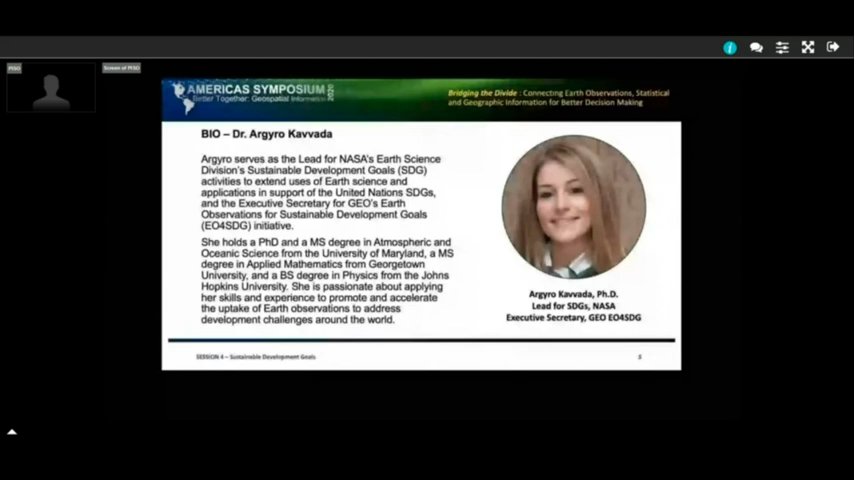 PFSO
Screen of PFSO
AMERICAS SYMPOSIUM 2020
Better Together: Geospatial Information
Bridging the Divide : Connecting Earth Observations, Statistical
and Geographic Information for Better Decision Making
BIO – Dr. Argyro Kavvada
Argyro serves as the Lead for NASA's Earth Science
Division's Sustainable Development Goals (SDG)
activities to extend uses of Earth science and
applications in support of the United Nations SDGs,
and the Executive Secretary for GEO's Earth
Observations for Sustainable Development Goals
(EO4SDG) initiative.
She holds a PhD and a MS degree in Atmospheric and
Oceanic Science from the University of Maryland, a MS
degree in Applied Mathematics from Georgetown
University, and a BS degree in Physics from the Johns
Hopkins University. She is passionate about applying
her skills and experience to promote and accelerate
the uptake of Earth observations to address
development challenges around the world.
Argyro Kavvada, Ph.D.
Lead for SDGs, NASA
Executive Secretary, GEO EO4SDG
SESSION 4 – Sustainable Development Goals